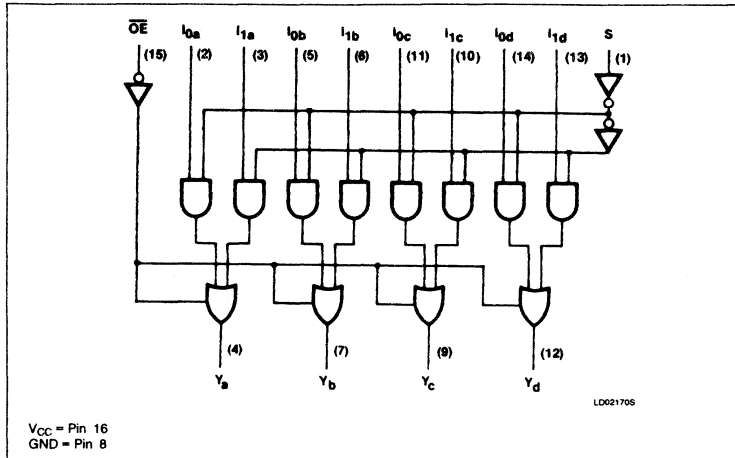 OE I0a I1a I0b I1b I0c I1c I0d I1d S
(15) (2) (3) (5) (6) (11) (10) (14) (13) (1)
(4) (7) (9) (12)
Ya Yb Yc Yd
LD02170S
VCC = Pin 16
GND = Pin 8